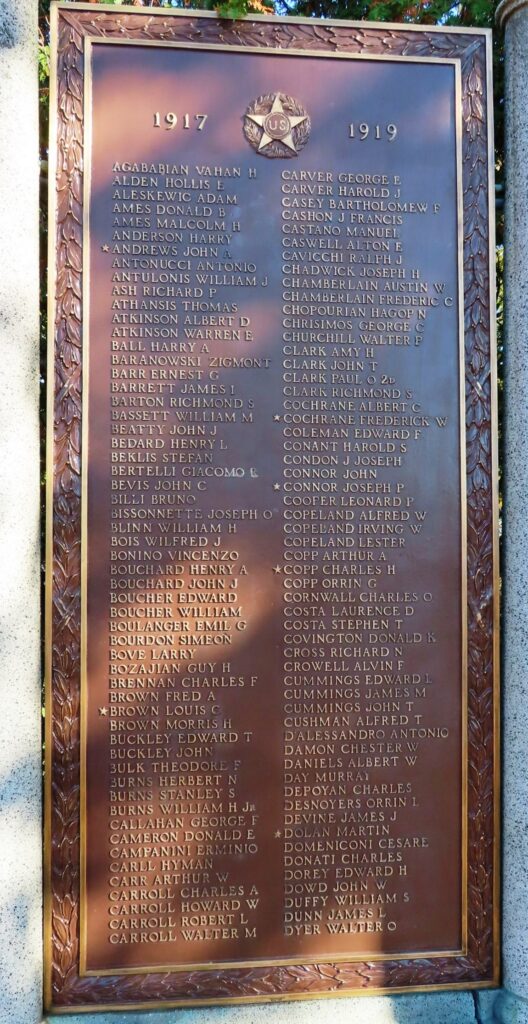 1917
US
1919
AGABABIAN VAHAN H
ALDEN HOLLIS E
ALESKEWIC ADAM
AMES DONALD B
AMES MALCOLM H
ANDERSON HARRY
★ANDREWS JOHN A
ANTONUCCI ANTONIO
ANTULONIS WILLIAM J
ASH RICHARD P
ATHANSIS THOMAS
ATKINSON ALBERT D
ATKINSON WARREN E
BALL HARRY A
BARANOWSKI ZIGMONT
BARR ERNEST G
BARRETT JAMES I
BARTON RICHMOND S
BASSETT WILLIAM M
BEATTY JOHN J
BEDARD HENRY L
BEKLIS STEFAN
BERTELLI GIACOMO R
BEVIS JOHN C
BILLI BRUNO
BISSONNETTE JOSEPH O
BLINN WILLIAM H
BOIS WILFRED J
BONINO VINCENZO
BOUCHARD HENRY A
BOUCHARD JOHN J
BOUCHER EDWARD
BOUCHER WILLIAM
BOULANGER EMIL G
BOURDON SIMEON
BOVE LARRY
BOZAJIAN GUY H
BRENNAN CHARLES F
BROWN FRED A
★BROWN LOUIS C
BROWN MORRIS H
BUCKLEY EDWARD T
BUCKLEY JOHN
BULK THEODORE F
BURNS HERBERT N
BURNS STANLEY S
BURNS WILLIAM H JR
CALLAHAN GEORGE F
CAMERON DONALD E
CAMPANINI ERMINIO
CARLL HYMAN
CARR ARTHUR W
CARROLL CHARLES A
CARROLL HOWARD W
CARROLL ROBERT L
CARROLL WALTER M
CARVER GEORGE E
CARVER HAROLD J
CASEY BARTHOLOMEW F
CASHON J FRANCIS
CASTANO MANUEL
CASWELL ALTON E
CAVICCHI RALPH J
CHADWICK JOSEPH H
CHAMBERLAIN AUSTIN W
CHAMBERLAIN FREDERIC C
CHOPOURIAN HAGOP N
CHRISIMOS GEORGE C
CHURCHILL WALTER F
CLARK AMY H
CLARK JOHN T
CLARK PAUL O 2D
CLARK RICHMOND S
COCHRANE ALBERT C
★COCHRANE FREDERICK W
COLEMAN EDWARD F
CONANT HAROLD S
CONDON J JOSEPH
CONNOR JOHN
★CONNOR JOSEPH P
COOFER LEONARD P
COPELAND ALFRED W
COPELAND IRVING W
COPELAND LESTER
COPP ARTHUR A
★COPP CHARLES H
COPP ORRIN G
CORNWALL CHARLES O
COSTA LAURENCE D
COSTA STEPHEN T
COVINGTON DONALD K
CROSS RICHARD N
CROWELL ALVIN F
CUMMINGS EDWARD L
CUMMINGS JAMES M
CUMMINGS JOHN T
CUSHMAN ALFRED T
D'ALESSANDRO ANTONIO
DAMON CHESTER W
DANIELS ALBERT W
DAY MURRAY
DEPOYAN CHARLES
DESNOYERS ORRIN L
DEVINE JAMES J
★DOLAN MARTIN
DOMENICONI CESARE
DONATI CHARLES
DOREY EDWARD H
DOWD JOHN W
DUFFY WILLIAM S
DUNN JAMES L
DYER WALTER O